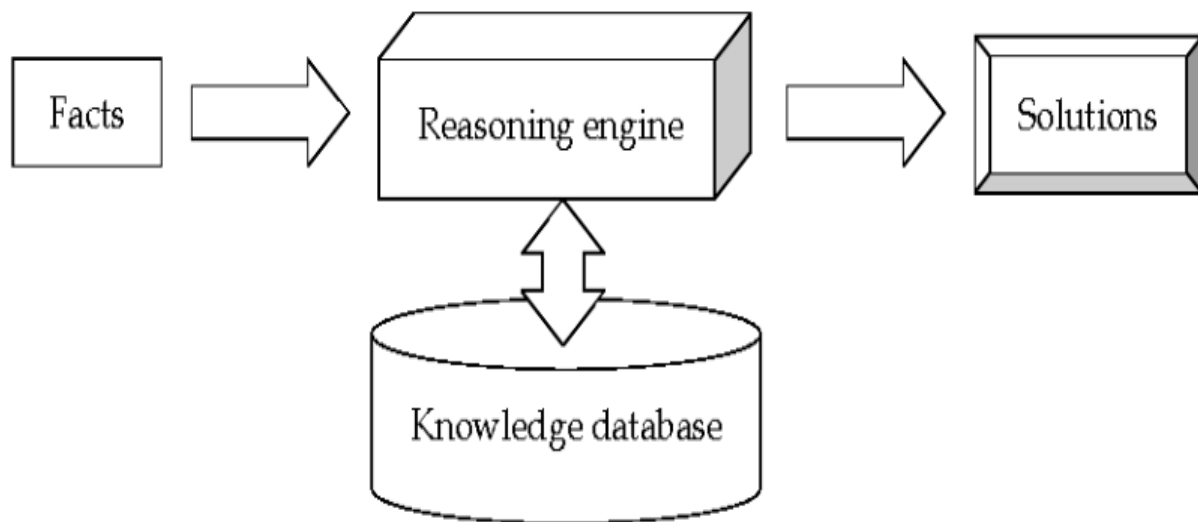 Facts
Reasoning engine
Solutions
Knowledge database